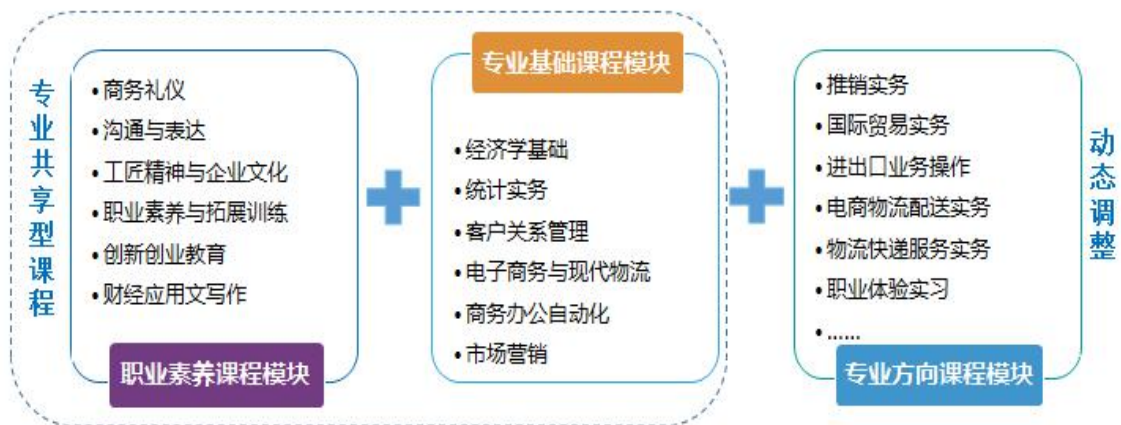 专业共享型课程
• 商务礼仪
• 沟通与表达
• 工匠精神与企业文化
• 职业素养与拓展训练
• 创新创业教育
• 财经应用文写作
职业素养课程模块
专业基础课程模块
• 经济学基础
• 统计实务
• 客户关系管理
• 电子商务与现代物流
• 商务办公自动化
• 市场营销
• 推销实务
• 国际贸易实务
• 进出口业务操作
• 电商物流配送实务
• 物流快递服务实务
• 职业体验实习
• ......
专业方向课程模块
动态调整